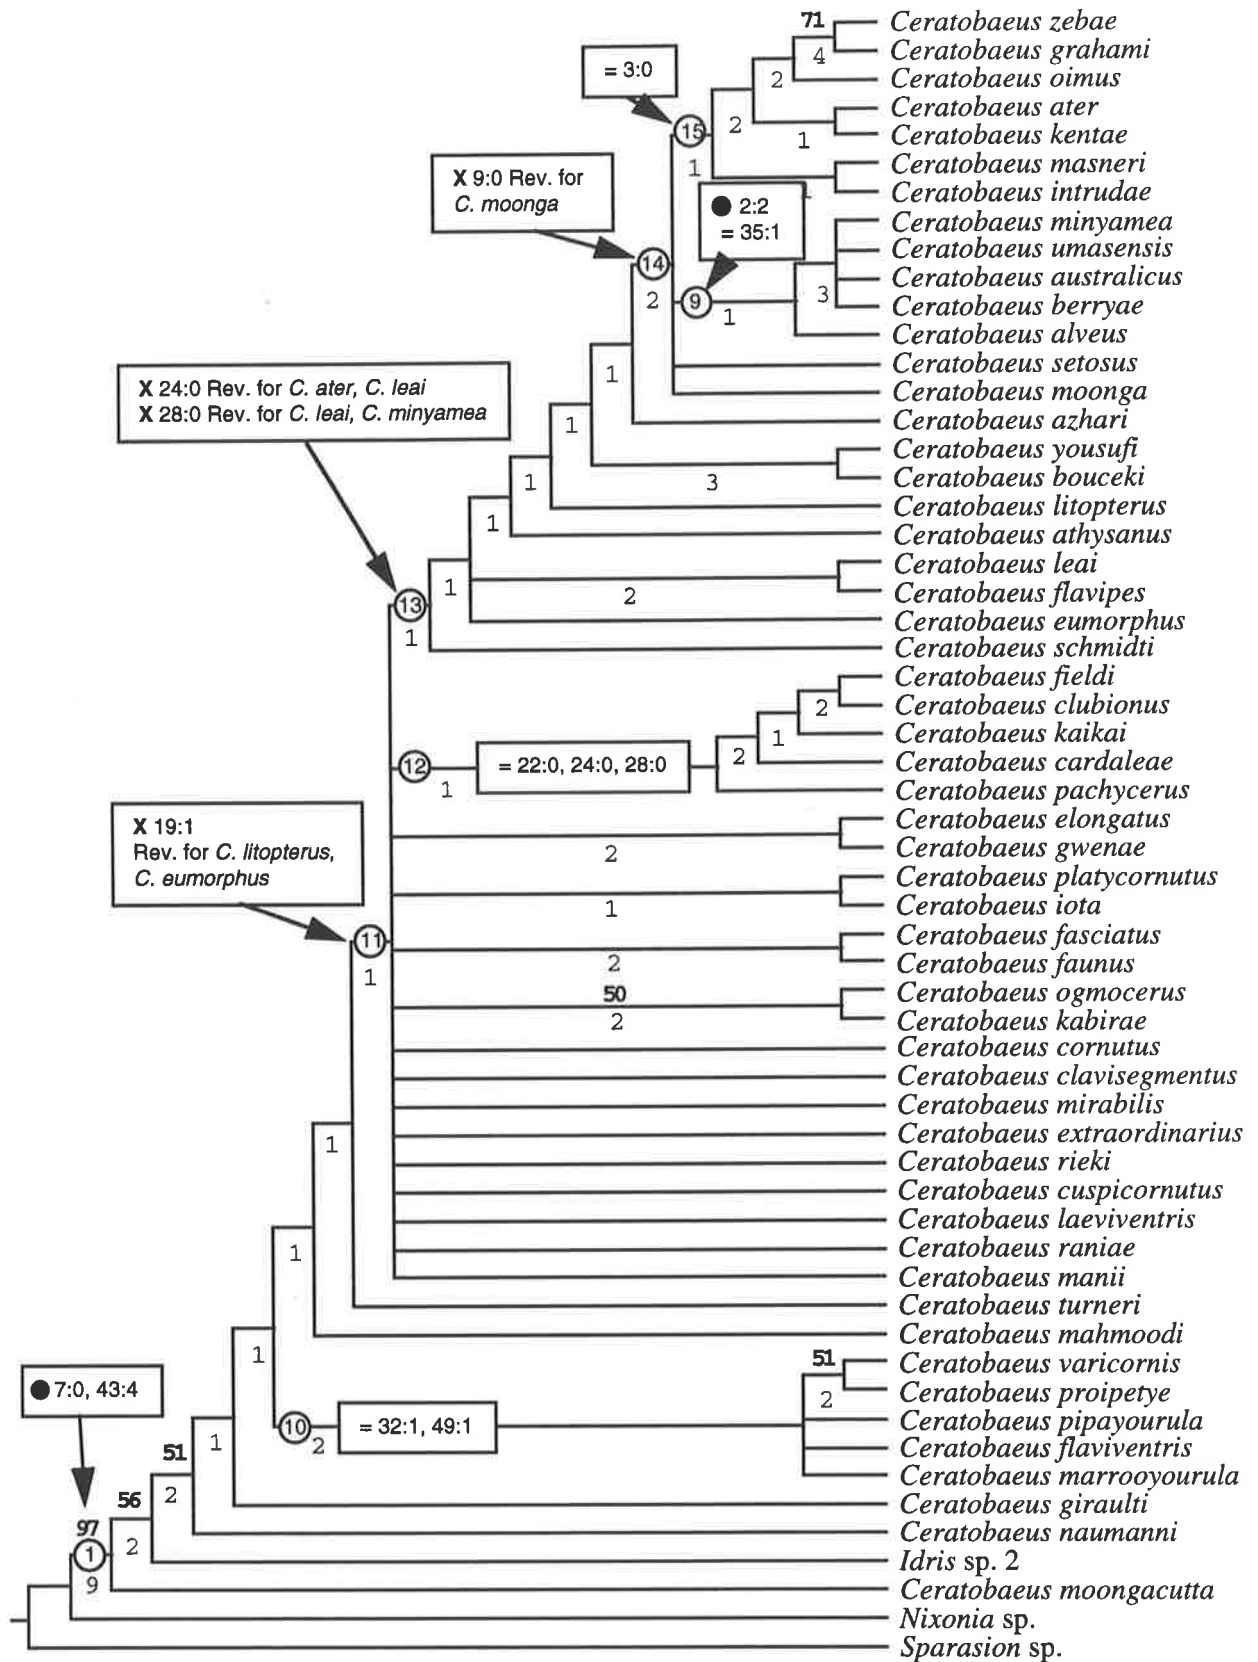 71
Ceratobaeus zebae
4
Ceratobaeus grahami
= 3:0
2
Ceratobaeus oimus
15
2
Ceratobaeus ater
1
Ceratobaeus kentae
1
Ceratobaeus masneri
Ceratobaeus intrudae
X 9:0 Rev. for
C. moonga
2:2
= 35:1
Ceratobaeus minyamea
Ceratobaeus umasensis
14
Ceratobaeus australicus
2
9
1
3
Ceratobaeus berryae
Ceratobaeus alveus
Ceratobaeus setosus
1
Ceratobaeus moonga
X 24:0 Rev. for C. ater, C. leai
X 28:0 Rev. for C. leai, C. minyamea
1
Ceratobaeus azhari
Ceratobaeus yousufi
1
3
Ceratobaeus bouceki
Ceratobaeus litopterus
1
Ceratobaeus athysanus
Ceratobaeus leai
1
2
Ceratobaeus flavipes
13
Ceratobaeus eumorphus
1
Ceratobaeus schmidti
Ceratobaeus fieldi
2
Ceratobaeus clubionus
1
Ceratobaeus kaikai
12
1
= 22:0, 24:0, 28:0
2
Ceratobaeus cardaleae
Ceratobaeus pachycerus
X 19:1
Rev. for C. litopterus,
C. eumorphus
Ceratobaeus elongatus
2
Ceratobaeus gwenae
Ceratobaeus platycornutus
1
Ceratobaeus iota
11
1
Ceratobaeus fasciatus
2
Ceratobaeus faunus
50
Ceratobaeus ogmocerus
2
Ceratobaeus kabirae
Ceratobaeus cornutus
Ceratobaeus clavisegmentus
Ceratobaeus mirabilis
1
Ceratobaeus extraordinarius
Ceratobaeus rieki
Ceratobaeus cuspicornutus
Ceratobaeus laeviventris
1
Ceratobaeus raniae
Ceratobaeus manii
Ceratobaeus turneri
1
Ceratobaeus mahmoodi
51
Ceratobaeus varicornis
7:0, 43:4
2
Ceratobaeus proipetye
10
2
= 32:1, 49:1
Ceratobaeus pipayourula
1
Ceratobaeus flaviventris
51
Ceratobaeus marrooyourula
2
Ceratobaeus giraulti
56
Ceratobaeus naumanni
97
2
1
Idris sp. 2
9
Ceratobaeus moongacutta
Nixonia sp.
Sparasion sp.